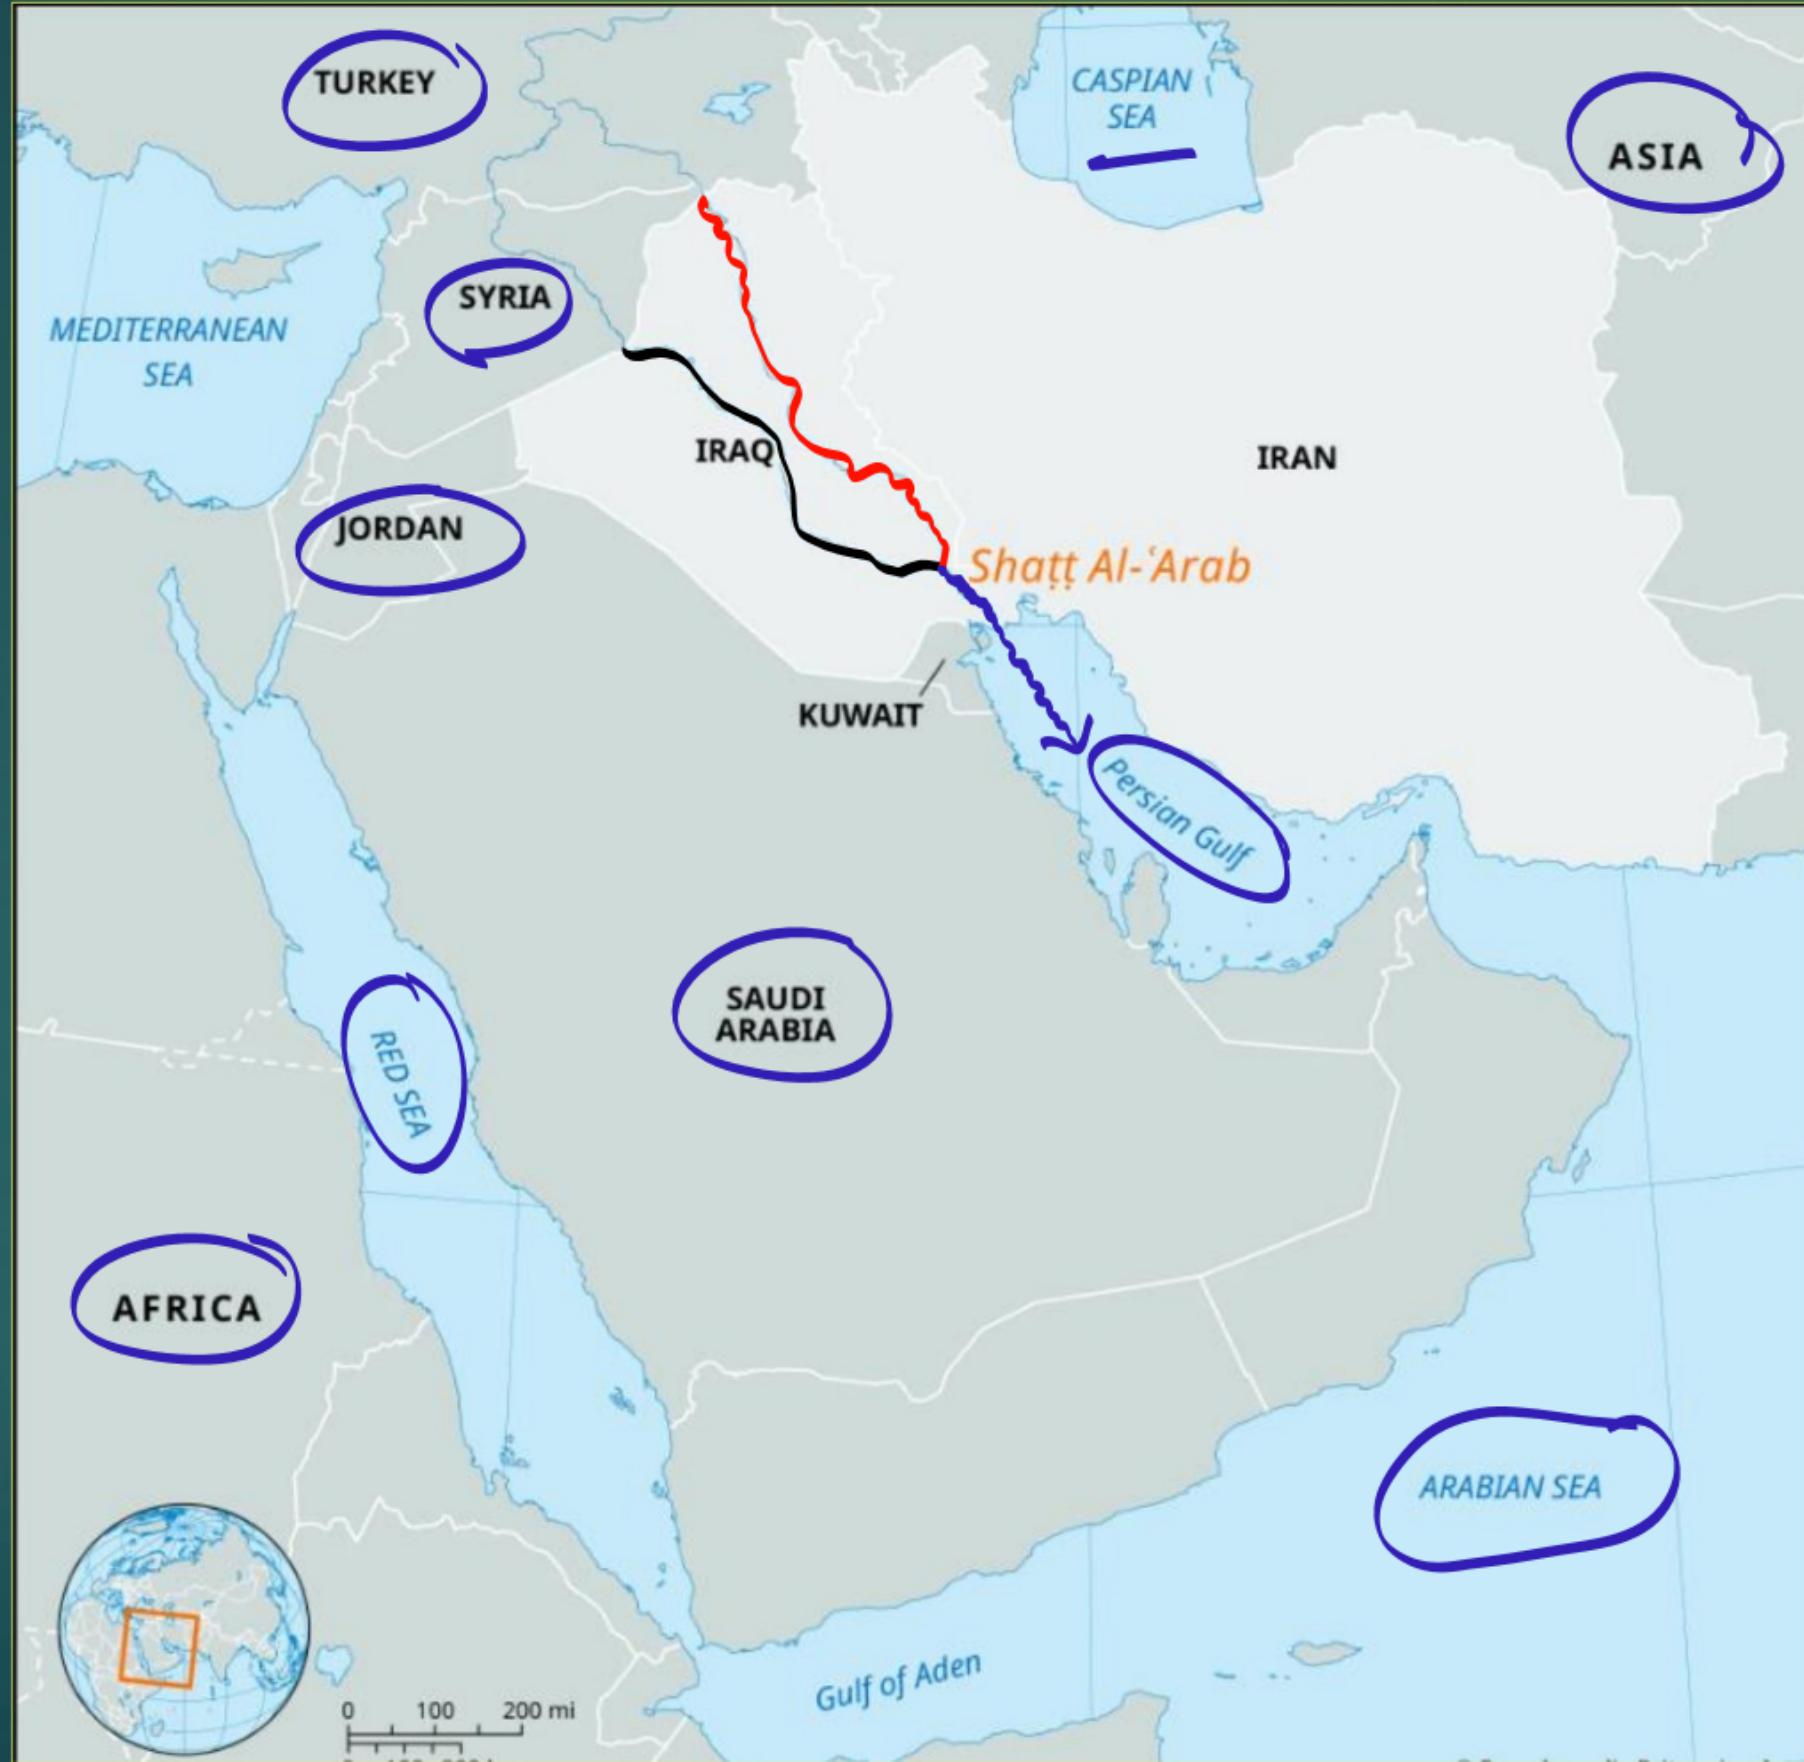 TURKEY
CASPIAN
SEA
ASIA
SYRIA
MEDITERRANEAN
SEA
IRAQ
IRAN
JORDAN
Shaṭṭ Al-ʿArab
KUWAIT
Persian Gulf
SAUDI
ARABIA
RED SEA
AFRICA
ARABIAN SEA
Gulf of Aden
0 100 200 mi